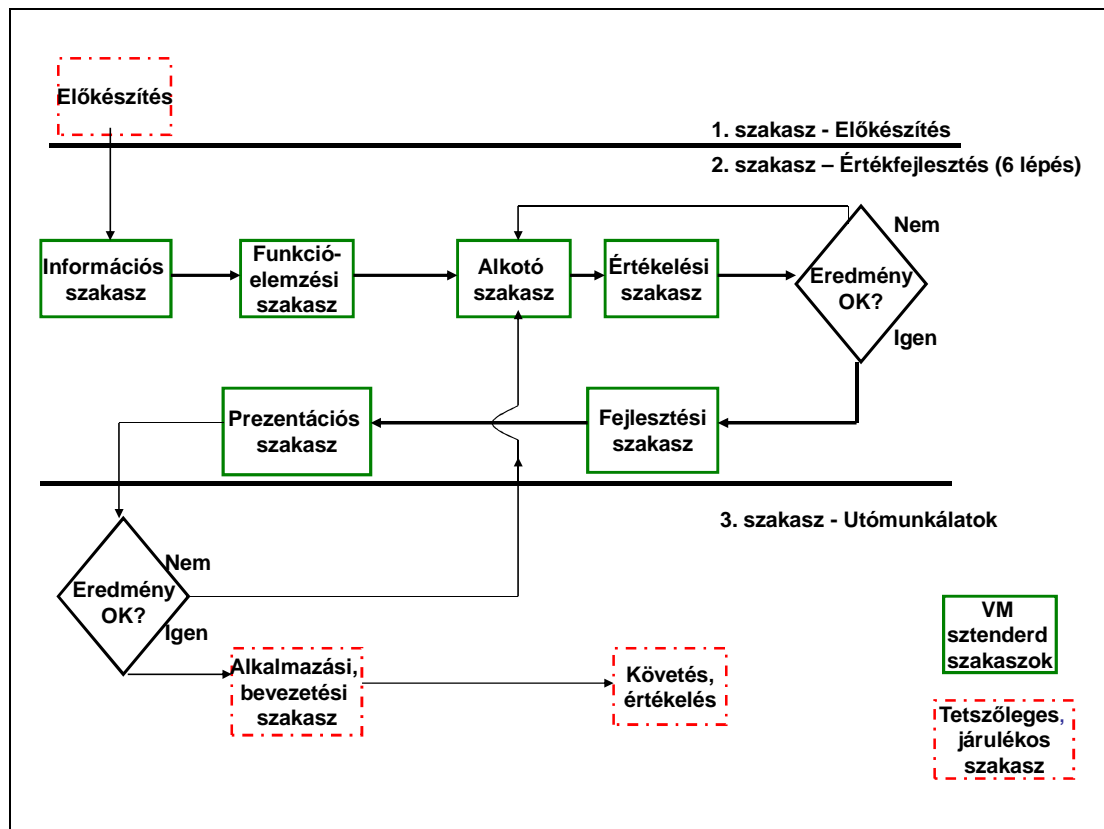 Előkészítés
1. szakasz - Előkészítés
2. szakasz – Értékfejlesztés (6 lépés)
Információs
szakasz
Funkció-
elemzési
szakasz
Alkotó
szakasz
Értékelési
szakasz
Nem
Eredmény
OK?
Igen
Prezentációs
szakasz
Fejlesztési
szakasz
3. szakasz - Utómunkálatok
Nem
Eredmény
OK?
Igen
Alkalmazási,
bevezetési
szakasz
Követés,
értékelés
VM
sztenderd
szakaszok
Tetszőleges,
járulékos
szakasz